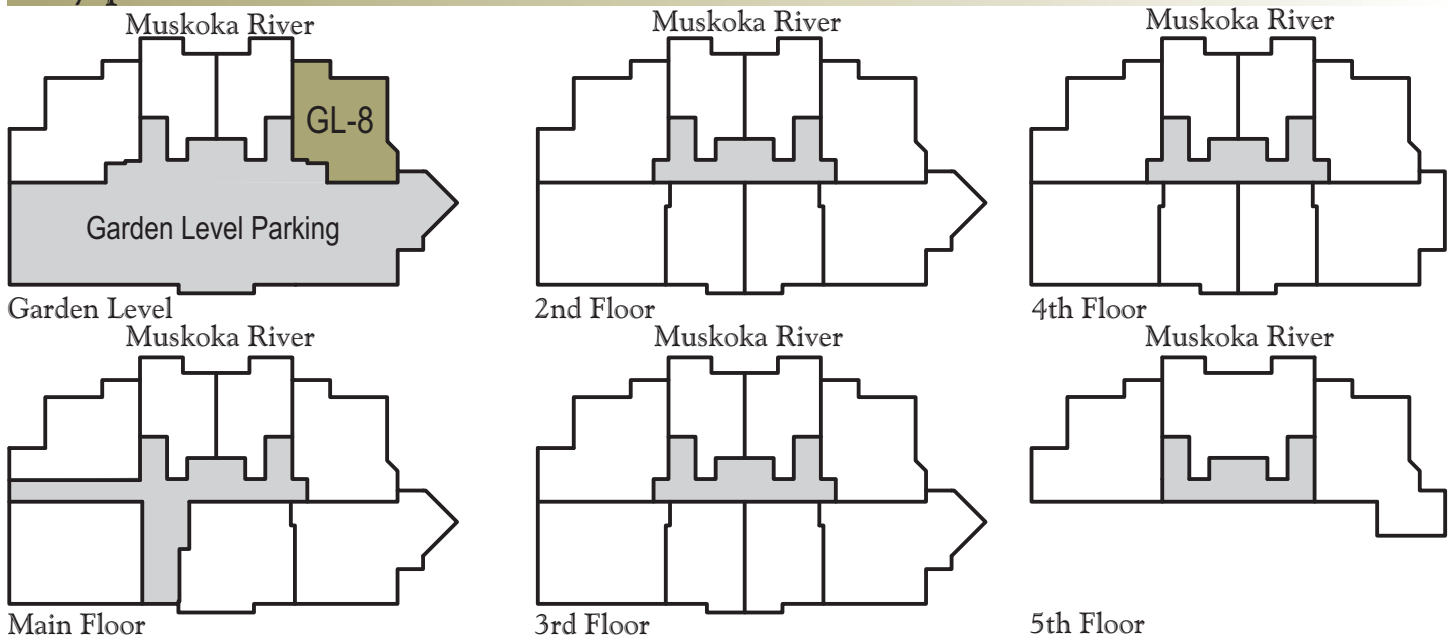 Muskoka River
GL-8
Garden Level Parking
Garden Level
Muskoka River
2nd Floor
Muskoka River
4th Floor
Muskoka River
Main Floor
Muskoka River
3rd Floor
Muskoka River
5th Floor